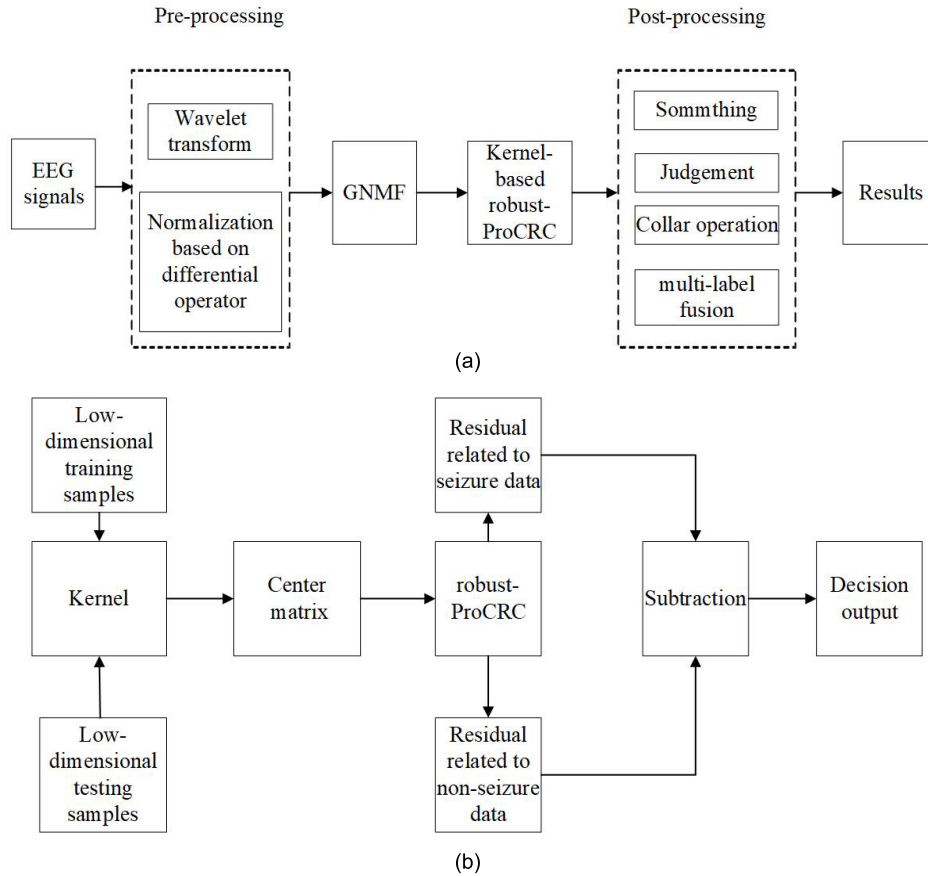 Pre-processing
Post-processing
EEG
signals
Wavelet
transform
Normalization
based on
differential
operator
GNMF
Kernel-
based
robust-
ProCRC
Sommthing
Judgement
Collar operation
multi-label
fusion
Results
(a)
Low-
dimensional
training
samples
Kernel
Low-
dimensional
testing
samples
Center
matrix
robust-
ProCRC
Residual
related to
seizure data
Residual
related to
non-seizure
data
Subtraction
Decision
output
(b)